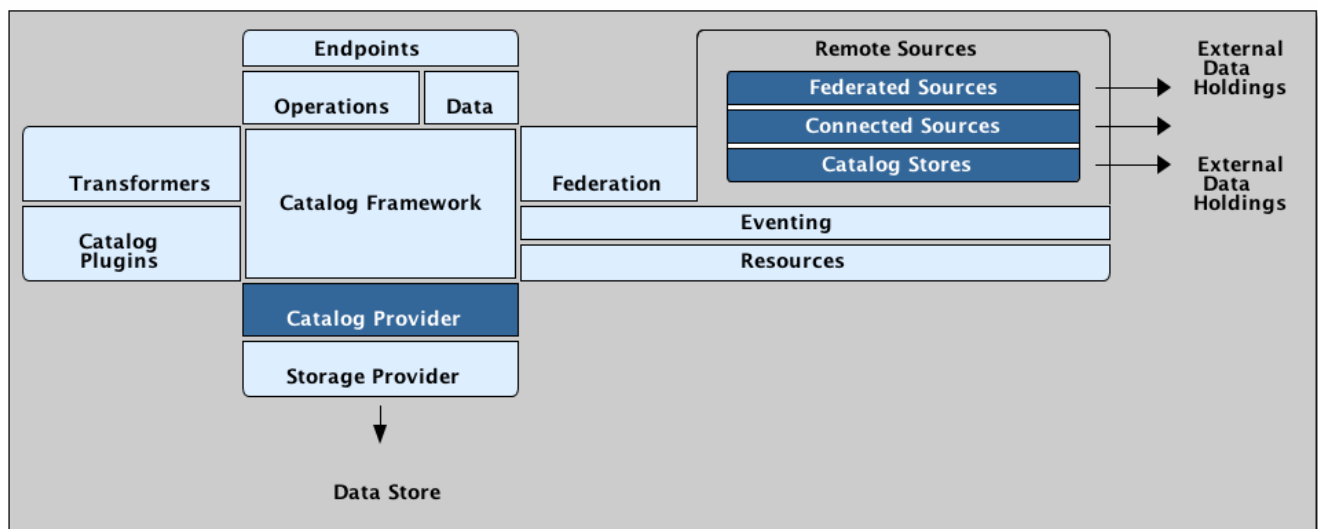 Endpoints
Operations
Data
Transformers
Catalog Framework
Catalog
Plugins
Federation
Remote Sources
Federated Sources
Connected Sources
Catalog Stores
External
Data
Holdings
External
Data
Holdings
Eventing
Resources
Catalog Provider
Storage Provider
Data Store